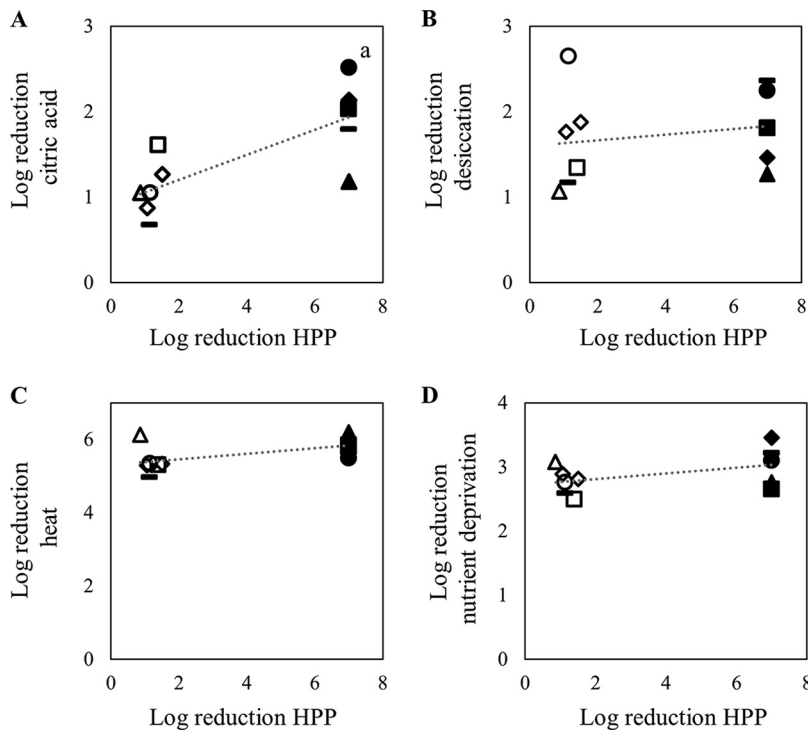 A
3
2
1
0
0 2 4 6 8
Log reduction
citric acid
a
Log reduction HPP
B
3
2
1
0
0 2 4 6 8
Log reduction
desiccation
Log reduction HPP
C
6
4
2
0
0 2 4 6 8
Log reduction
heat
Log reduction HPP
D
4
3
2
1
0
0 2 4 6 8
Log reduction
nutrient deprivation
Log reduction HPP